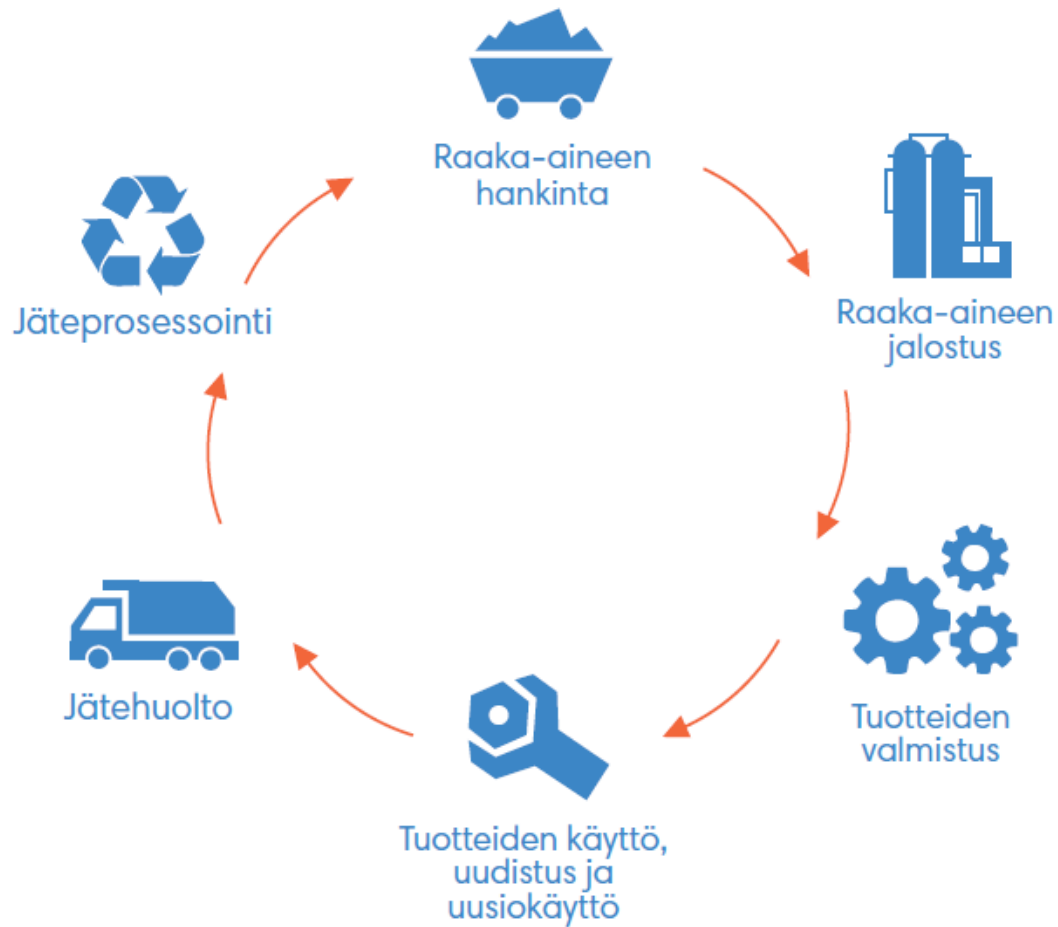 Raaka-aineen
hankinta
Raaka-aineen
jalostus
Tuotteiden
valmistus
Tuotteiden käyttö,
uudistus ja
uusiokäyttö
Jätehuolto
Jäteprosessointi